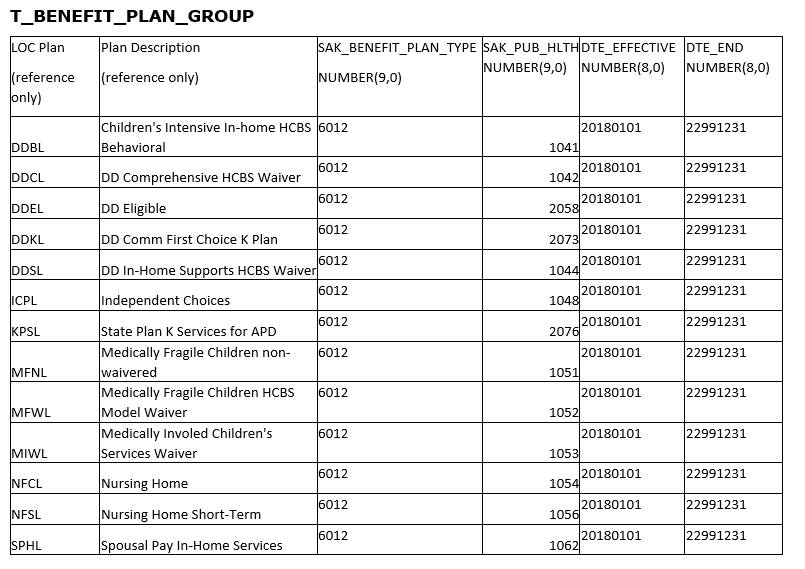 T_BENEFIT_PLAN_GROUP
LOC Plan (reference only) Plan Description (reference only) SAK_BENEFIT_PLAN_TYPE NUMBER(9,0) SAK_PUB_HLTH NUMBER(9,0) DTE_EFFECTIVE NUMBER(8,0) DTE_END NUMBER(8,0)
DDBL Children's Intensive In-home HCBS Behavioral 6012 1041 20180101 22991231
DDCL DD Comprehensive HCBS Waiver 6012 1042 20180101 22991231
DDEL DD Eligible 6012 2058 20180101 22991231
DDKL DD Comm First Choice K Plan 6012 2073 20180101 22991231
DDSL DD In-Home Supports HCBS Waiver 6012 1044 20180101 22991231
ICPL Independent Choices 6012 1048 20180101 22991231
KPSL State Plan K Services for APD 6012 2076 20180101 22991231
MFNL Medically Fragile Children non-waivered 6012 1051 20180101 22991231
MFWL Medically Fragile Children HCBS Model Waiver 6012 1052 20180101 22991231
MIWL Medically Involed Children's Services Waiver 6012 1053 20180101 22991231
NFCL Nursing Home 6012 1054 20180101 22991231
NFSL Nursing Home Short-Term 6012 1056 20180101 22991231
SPHL Spousal Pay In-Home Services 6012 1062 20180101 22991231